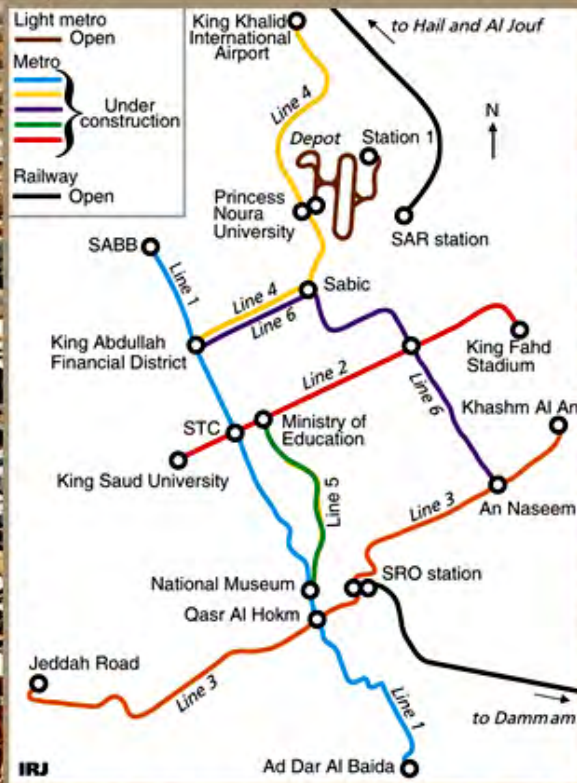 Light metro
Open
Metro
Under
construction
Railway
Open
King Khalid
International
Airport
to Hail and Al Jouf
Line 4
Depot
Station 1
N
Princess
Noura
University
SAR station
SABB
Line 1
Sabic
Line 4
Line 6
King Abdullah
Financial District
King Fahd
Stadium
Line 2
Line 6
Khashm Al An
STC
Ministry of
Education
King Saud University
Line 5
An Naseem
Line 3
National Museum
SRO station
Qasr Al Hokm
Jeddah Road
Line 3
Line 1
to Dammam
IRJ
Ad Dar Al Baida